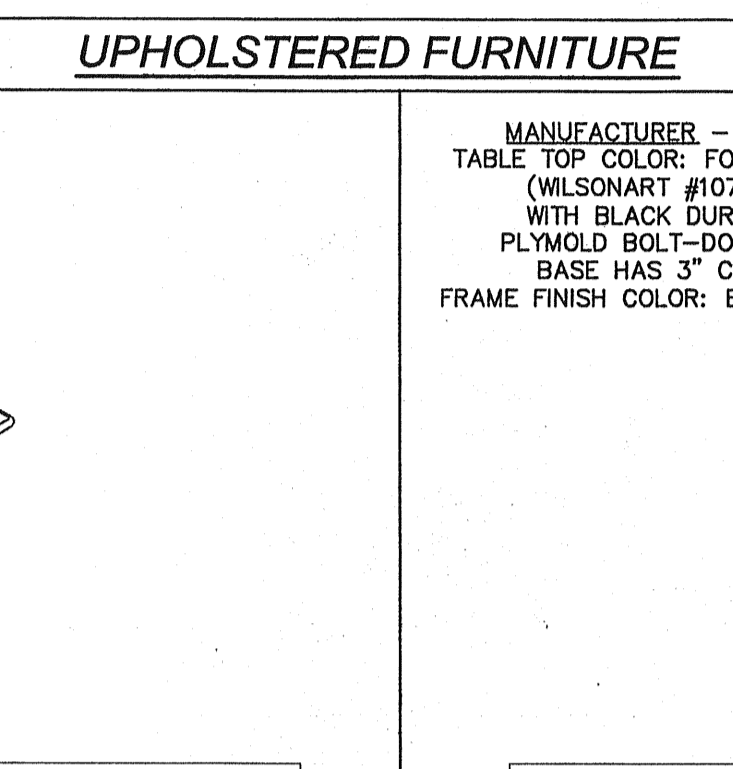 UPHOLSTERED FURNITURE
MANUFACTURER –
TABLE TOP COLOR: FO
(WILSONART #107
WITH BLACK DUR
PLYMOLD BOLT–DO
BASE HAS 3" C
FRAME FINISH COLOR: